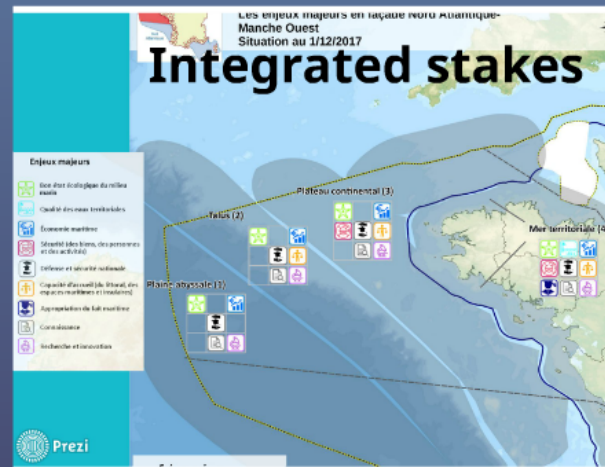 Les enjeux majeurs en façade Nord Atlantique-
Manche Ouest
Situation au 1/12/2017
Integrated stakes
Enjeux majeurs
Bon état écologique du milieu
marin
Qualité des eaux territoriales
Économie maritime
Sécurité (des biens, des personnes
et des activités)
Défense et sécurité nationale
Capacité d'accueil (du littoral, des
espaces maritimes et insulaires)
Appropriation du fait maritime
Connaissance
Recherche et innovation
Plateau continental (3)
Talus (2)
Mer territoriale (4
Plaine abyssale (1)
Prezi